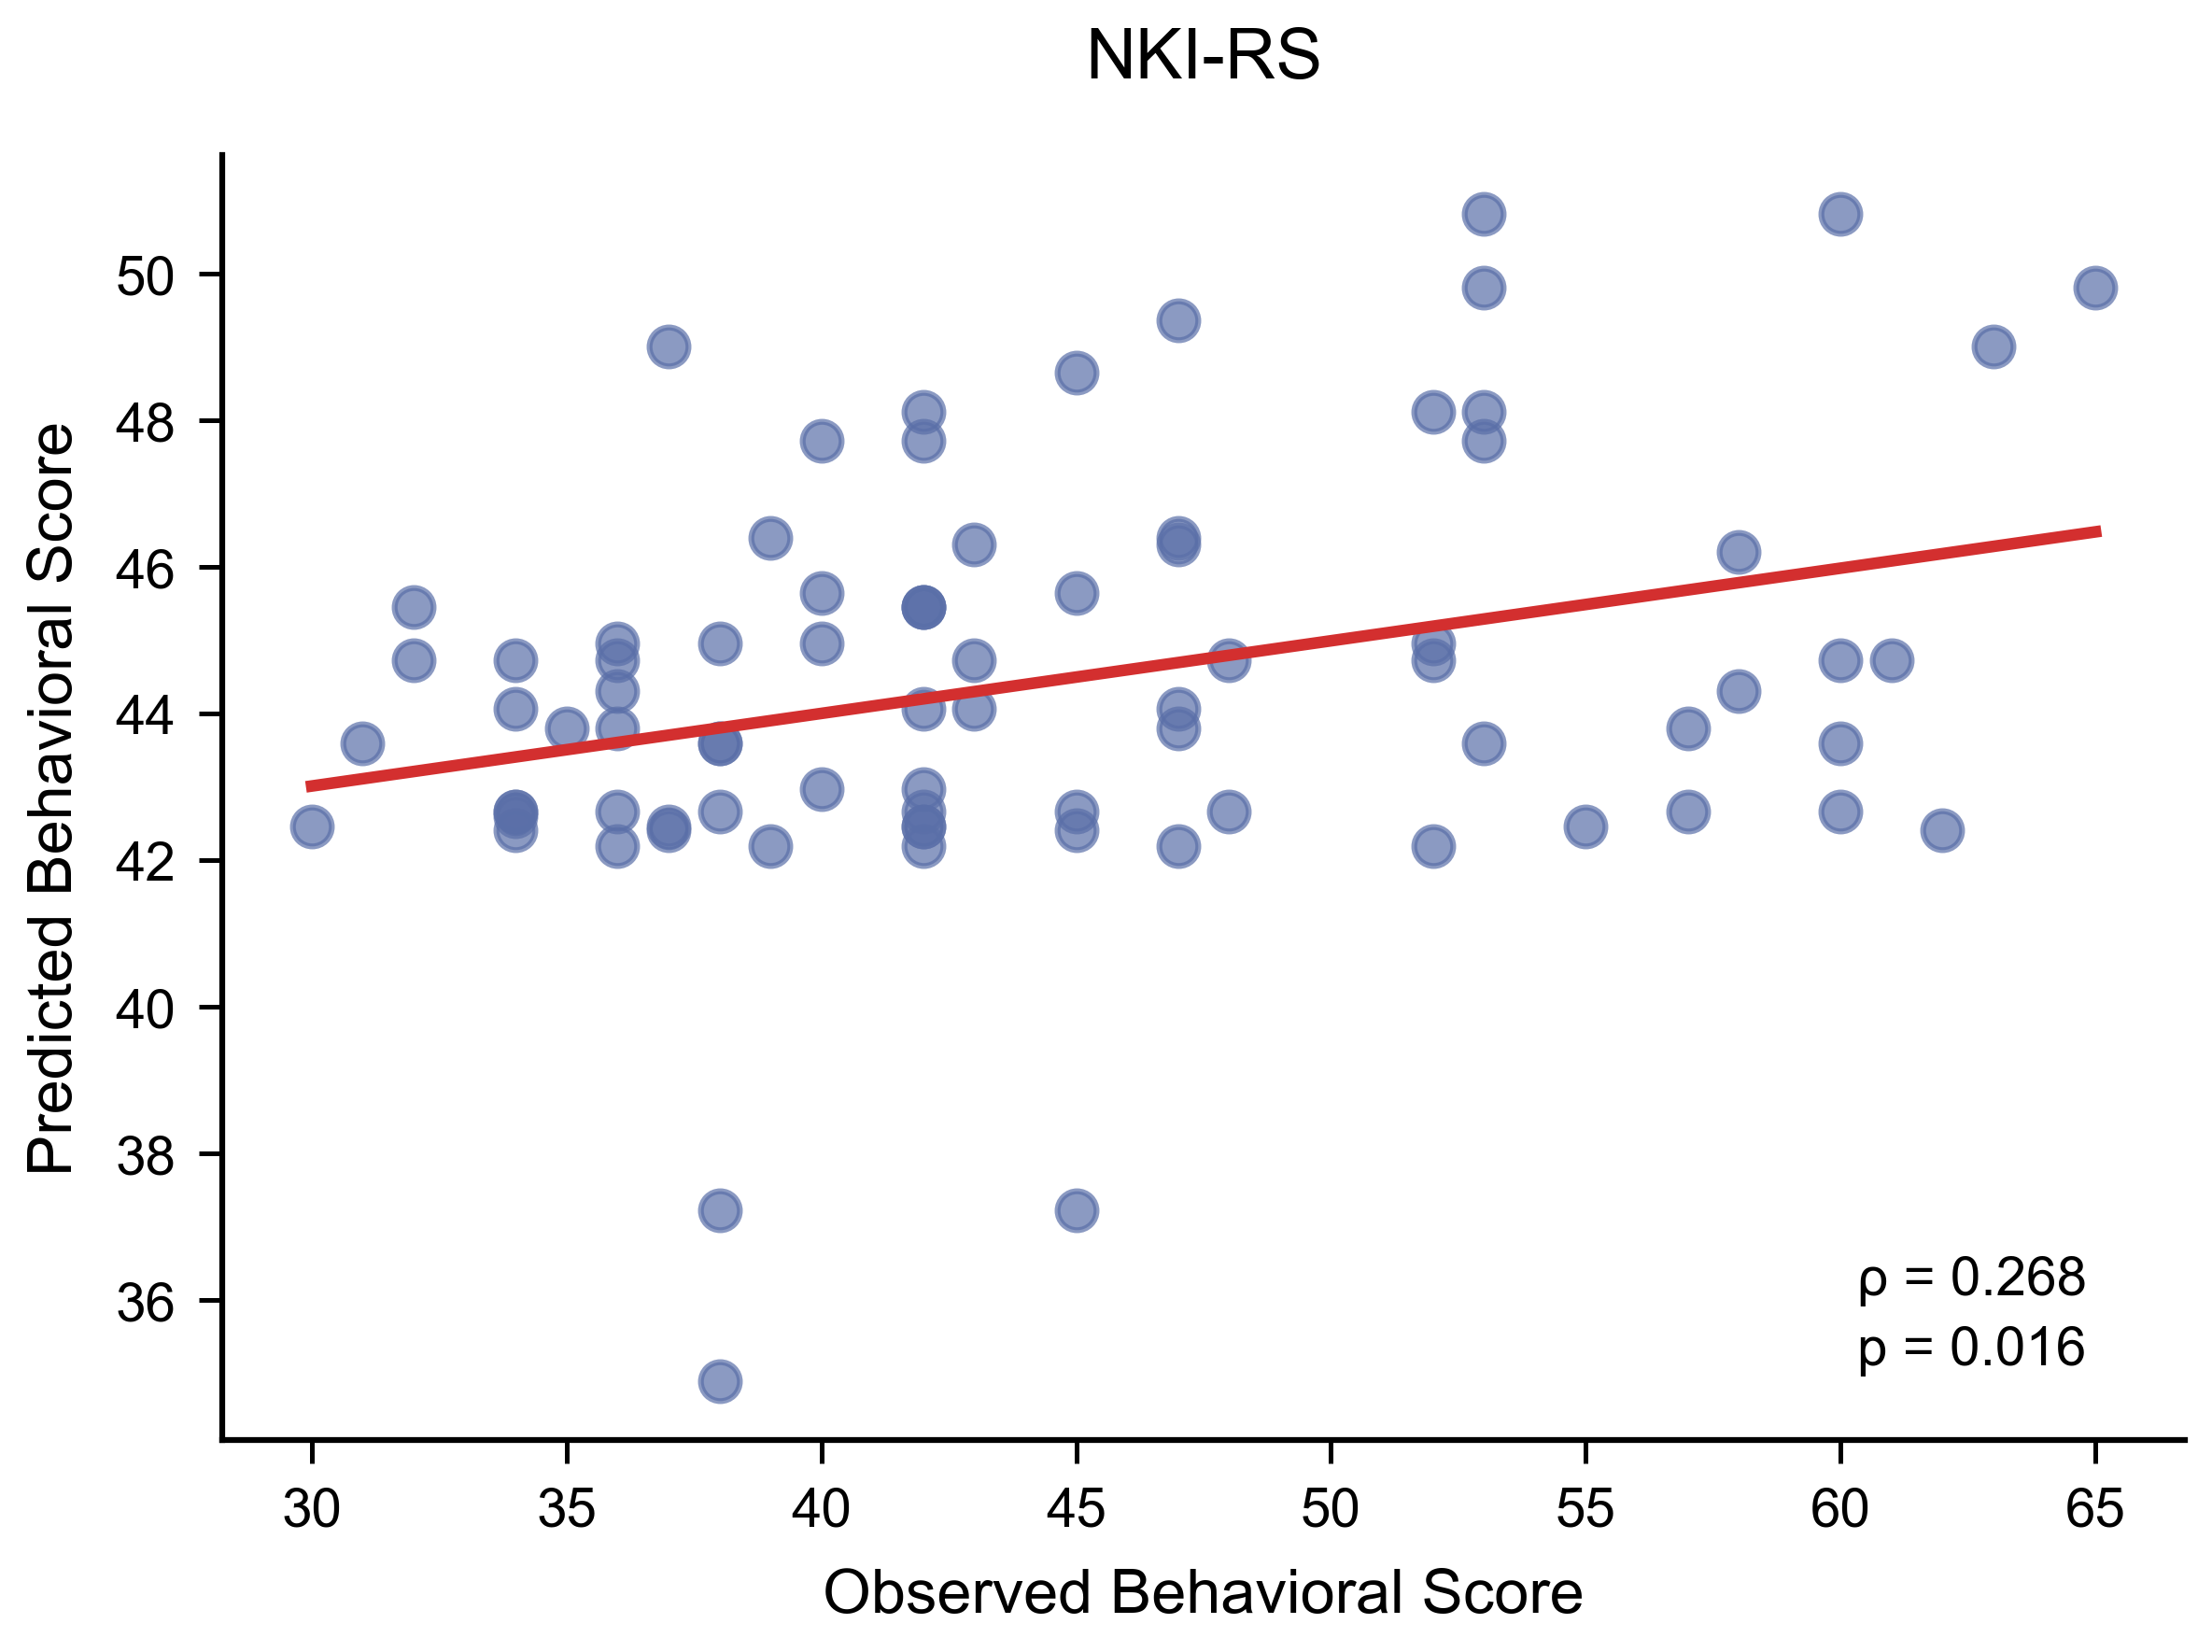 NKI-RS
Predicted Behavioral Score
50
48
46
44
42
40
38
36
ρ = 0.268
p = 0.016
30 35 40 45 50 55 60 65
Observed Behavioral Score